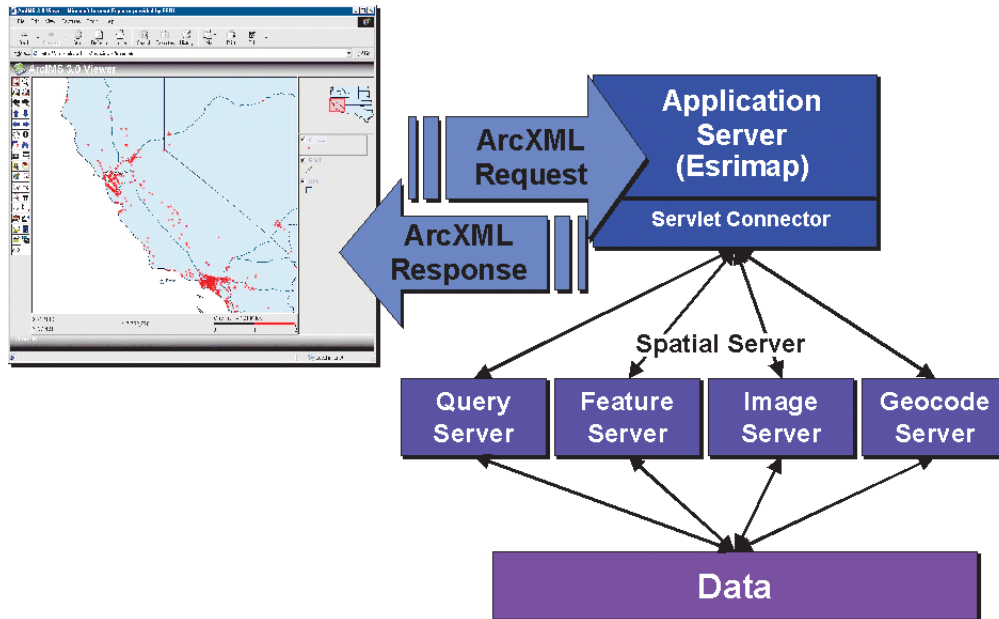 ArcIMS 3.0 Viewer
Application
Server
(Esrimap)
Servlet Connector
ArcXML
Request
ArcXML
Response
Spatial Server
Query
Server
Feature
Server
Image
Server
Geocode
Server
Data